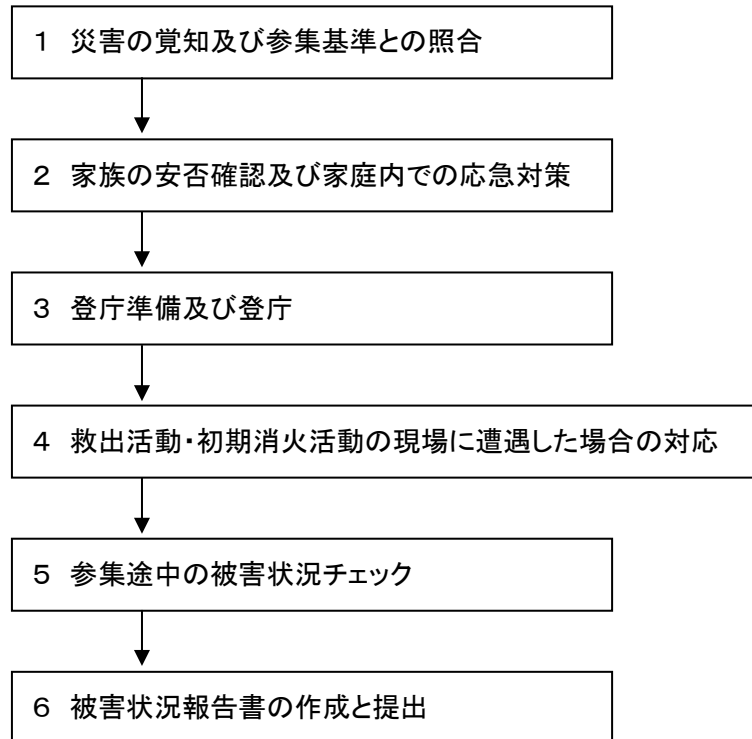 1 災害の覚知及び参集基準との照合
2 家族の安否確認及び家庭内での応急対策
3 登庁準備及び登庁
4 救出活動・初期消火活動の現場に遭遇した場合の対応
5 参集途中の被害状況チェック
6 被害状況報告書の作成と提出